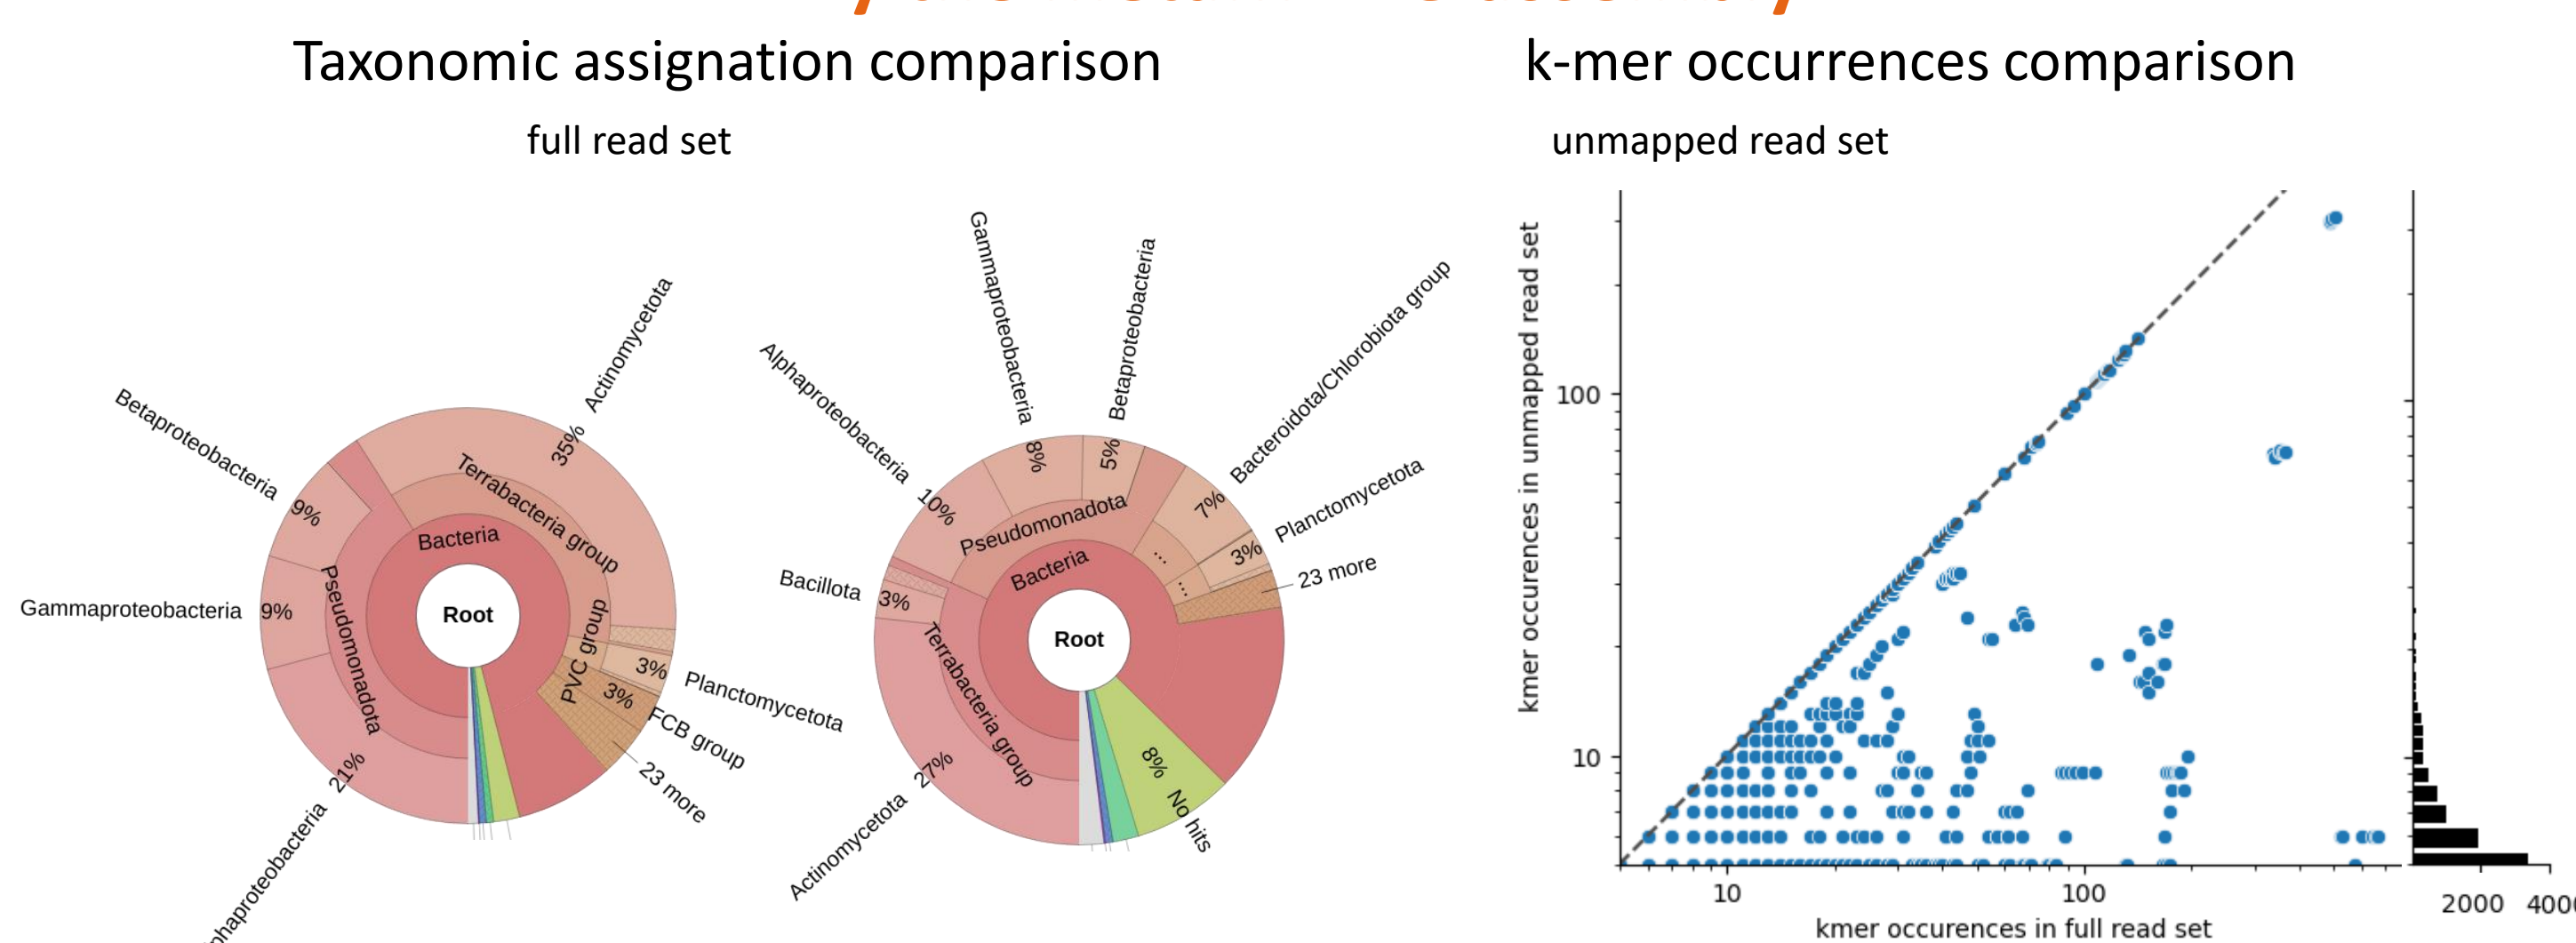 Taxonomic assignation comparison
k-mer occurrences comparison
full read set
unmapped read set
Actinomycetota
35%
Betaproteobacteria
9%
Terrabacteria group
Bacteria
Gammaproteobacteria
9%
Root
Pseudomonadota
PVC group
3%
Planctomycetota
3%
FCB group
23 more
21%
Gammaproteobacteria
8%
Betaproteobacteria
5%
Alphaproteobacteria
10%
Bacteroidota/Chlorobiota group
7%
Planctomycetota
3%
23 more
Pseudomonadota
...
...
Bacteria
Bacillota
3%
Root
Terrabacteria group
Actinomycetota
27%
8%
No hits
kmer occurences in unmapped read set
100
10
10
100
kmer occurences in full read set
2000